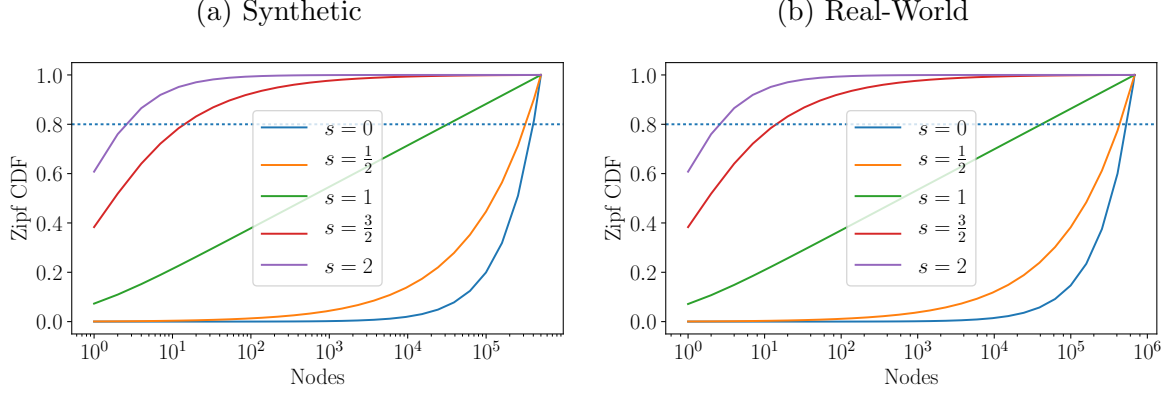 (a) Synthetic
Zipf CDF
1.0
0.8
0.6
0.4
0.2
0.0
s = 0
s = 1/2
s = 1
s = 3/2
s = 2
10^0 10^1 10^2 10^3 10^4 10^5
Nodes
(b) Real-World
Zipf CDF
1.0
0.8
0.6
0.4
0.2
0.0
s = 0
s = 1/2
s = 1
s = 3/2
s = 2
10^0 10^1 10^2 10^3 10^4 10^5 10^6
Nodes